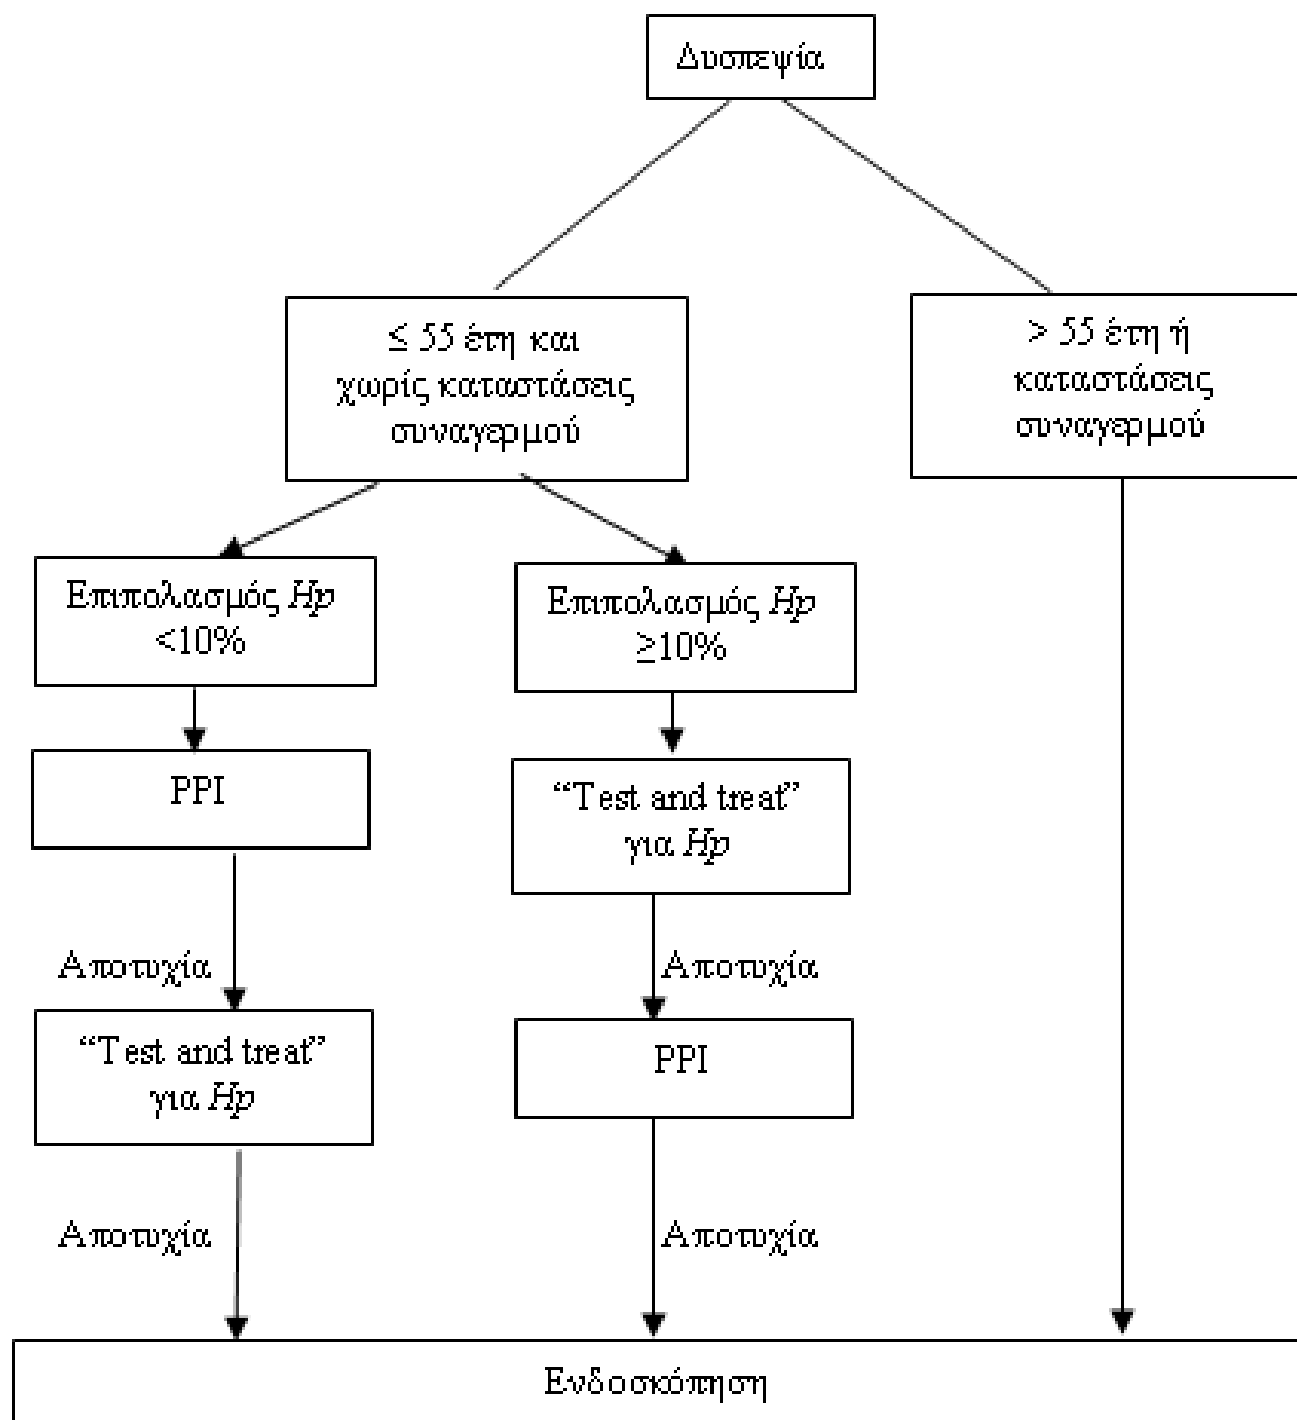 Δυσπεψία
≤ 55 έτη και
χωρίς καταστάσεις
συναγερμού
> 55 έτη ή
καταστάσεις
συναγερμού
Επιπολασμός Hp
<10%
Επιπολασμός Hp
≥10%
PPI
“Test and treat”
για Hp
Αποτυχία
Αποτυχία
“Test and treat”
για Hp
PPI
Αποτυχία
Αποτυχία
Ενδοσκόπηση